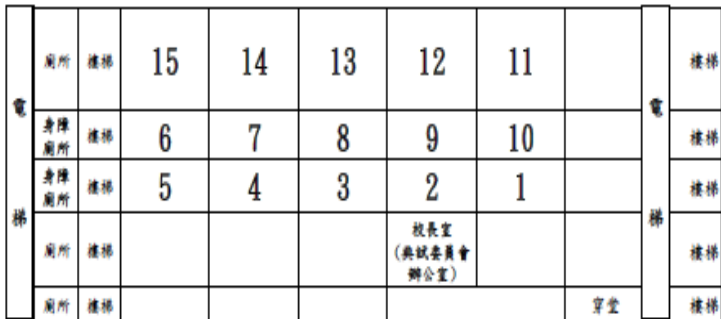 電梯
廁所 樓梯 15 14 13 12 11 電梯 樓梯
身障
廁所 樓梯 6 7 8 9 10 樓梯
身障
廁所 樓梯 5 4 3 2 1 樓梯
廁所 樓梯 校長室 樓梯
(典試委員會
辦公室)
廁所 樓梯 穿堂 樓梯